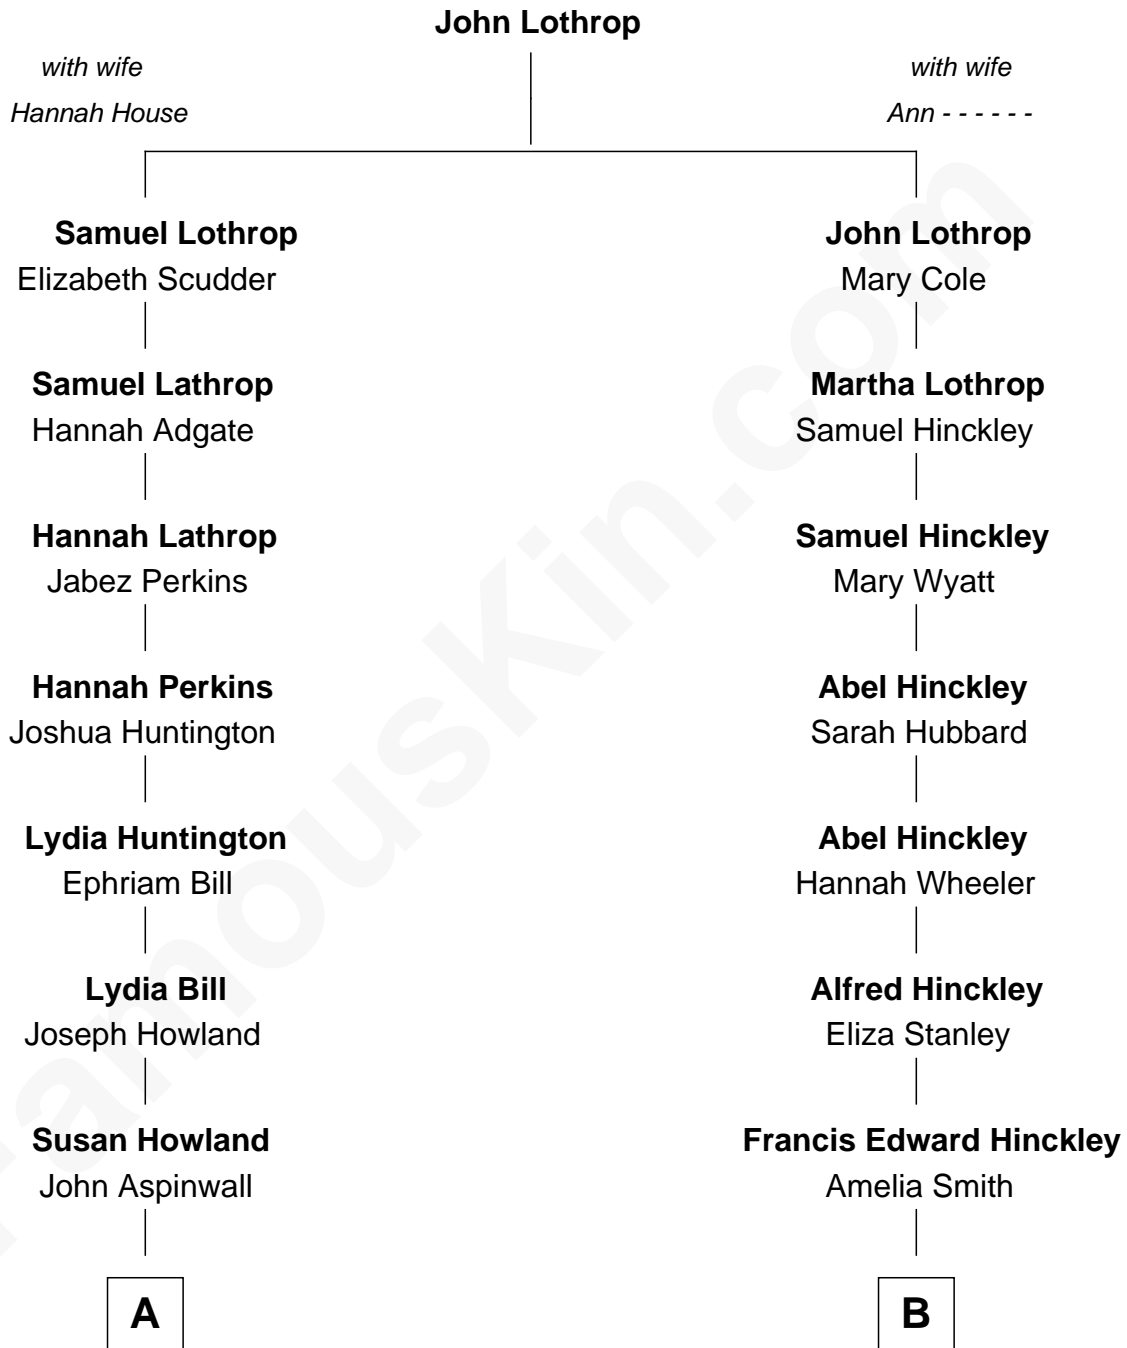 John Lothrop
with wife
Hannah House
with wife
Ann - - - - - -
Samuel Lothrop
Elizabeth Scudder
John Lothrop
Mary Cole
Samuel Lathrop
Hannah Adgate
Martha Lothrop
Samuel Hinckley
Hannah Lathrop
Jabez Perkins
Samuel Hinckley
Mary Wyatt
Hannah Perkins
Joshua Huntington
Abel Hinckley
Sarah Hubbard
Lydia Huntington
Ephriam Bill
Abel Hinckley
Hannah Wheeler
Lydia Bill
Joseph Howland
Alfred Hinckley
Eliza Stanley
Susan Howland
John Aspinwall
Francis Edward Hinckley
Amelia Smith
A
B
FamousKin.com